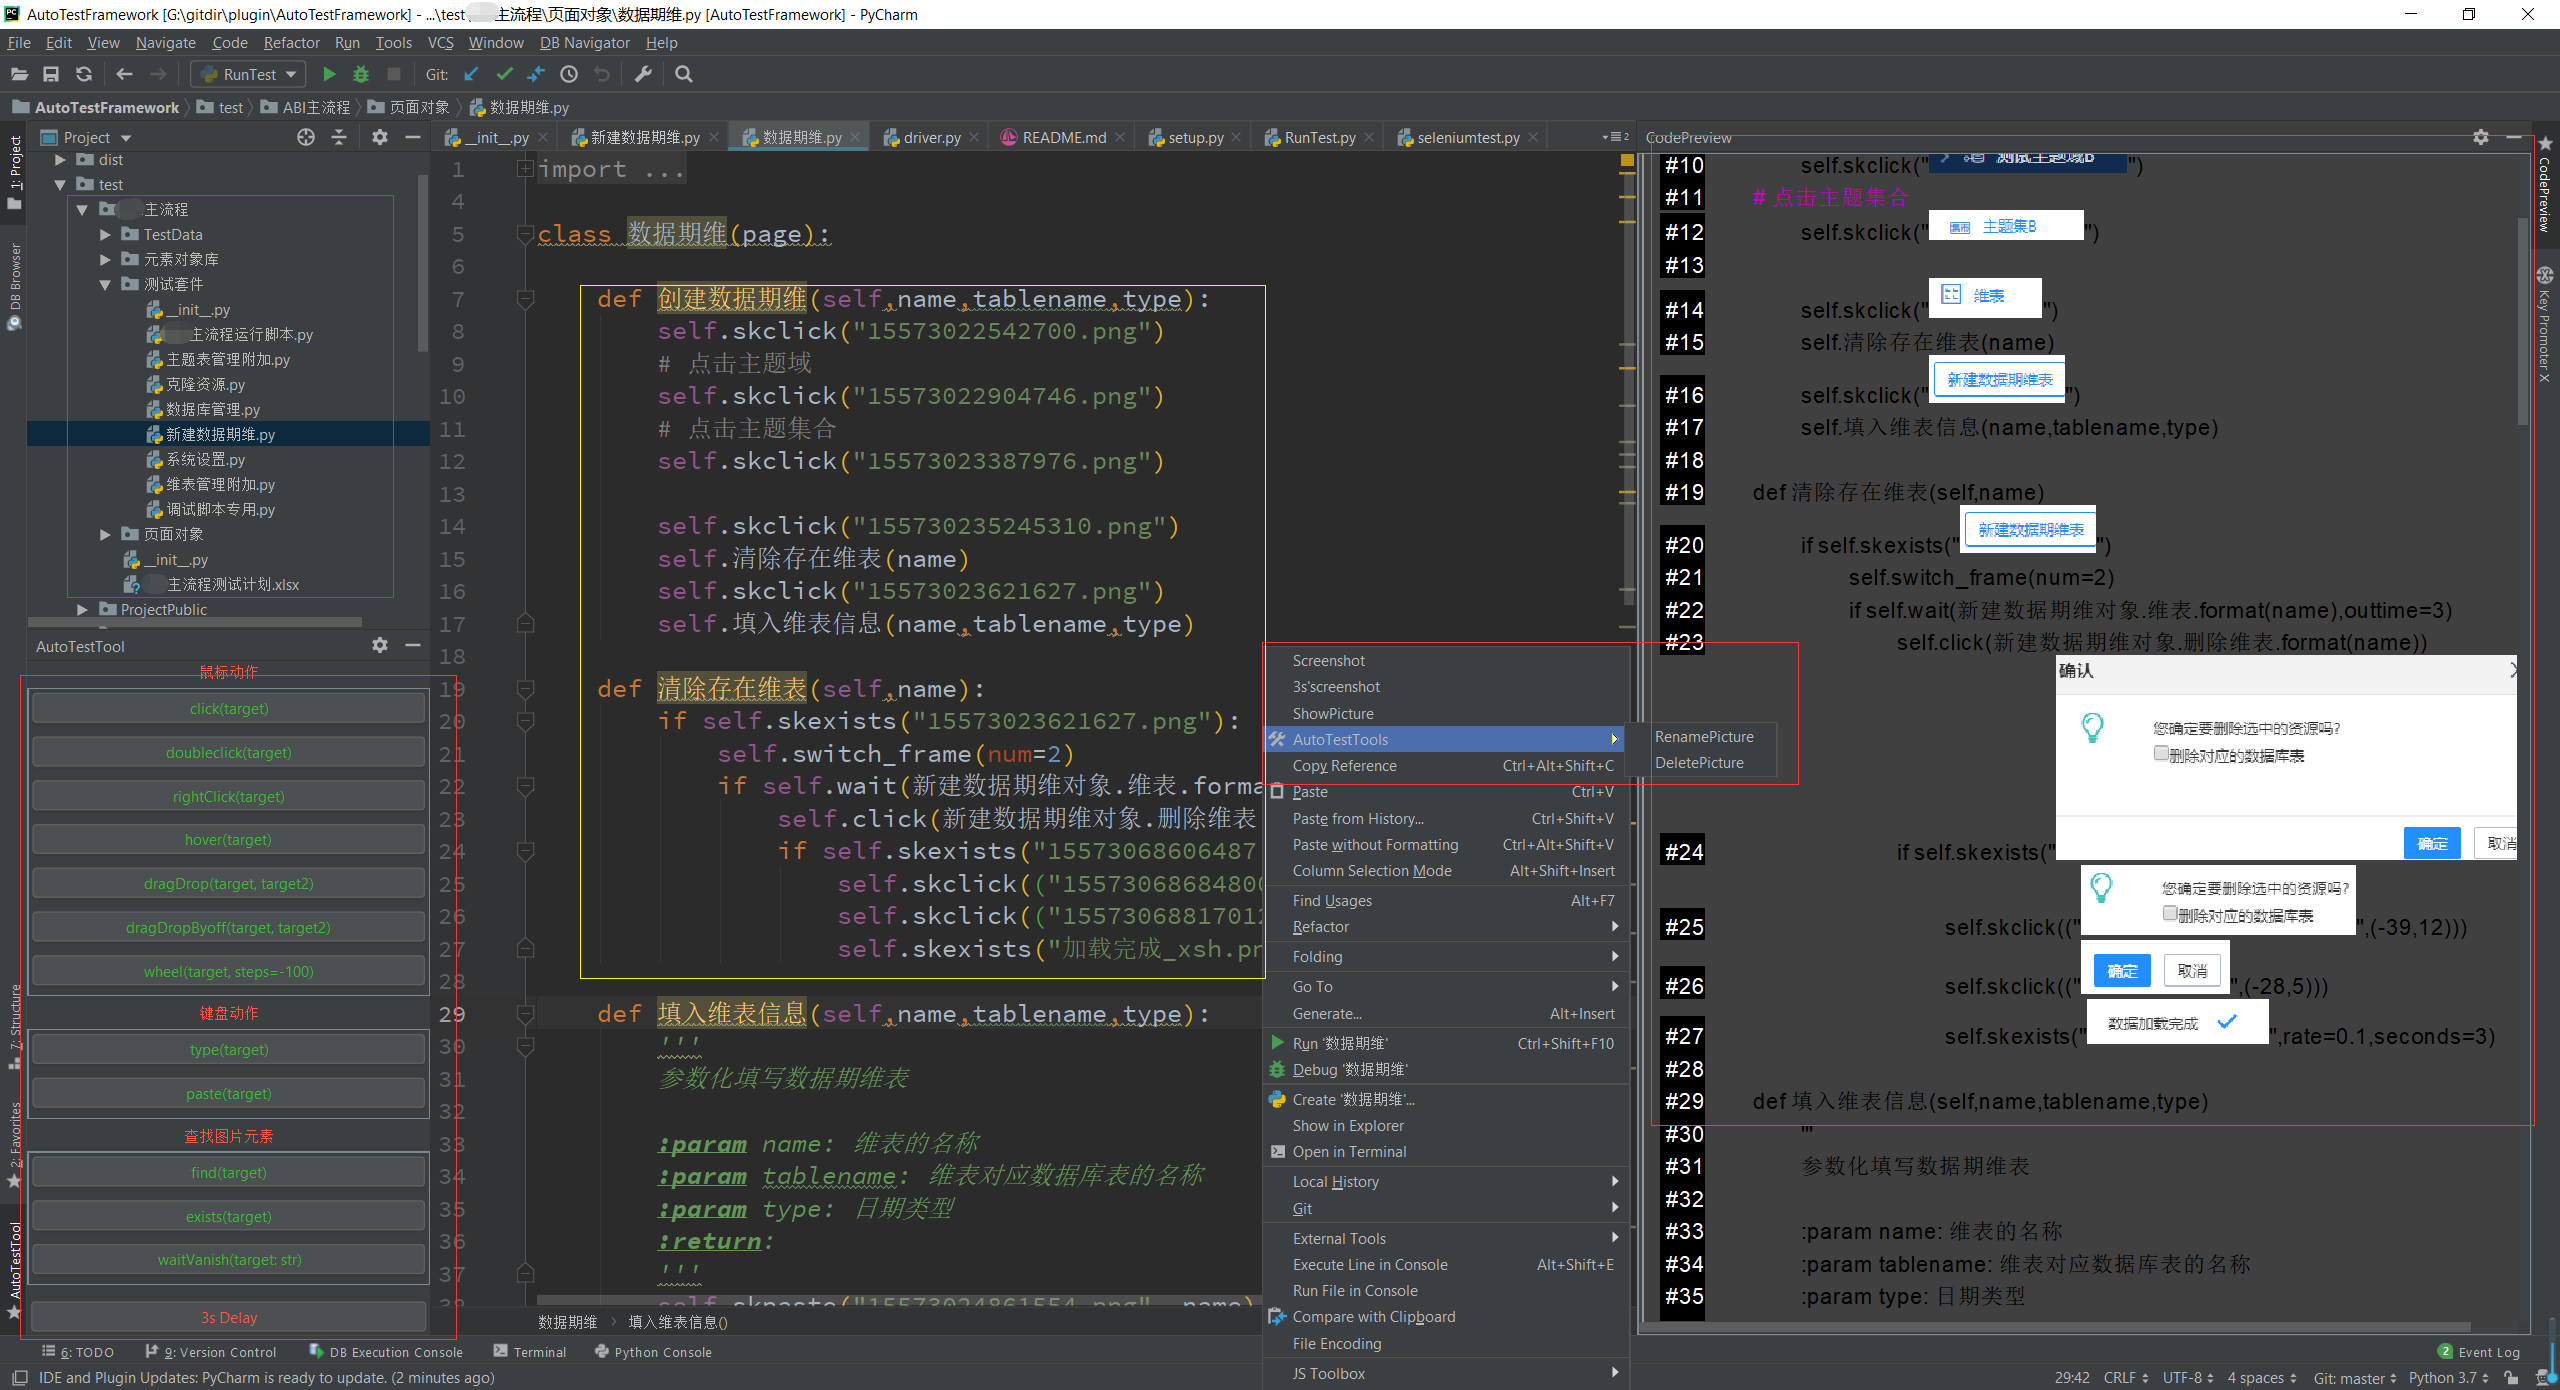 AutoTestFramework [G:\gitdir\plugin\AutoTestFramework] - ...\test\ 主流程\页面对象\数据期维.py [AutoTestFramework] - PyCharm
File Edit View Navigate Code Refactor Run Tools VCS Window DB Navigator Help
RunTest Git:
AutoTestFramework test ABI主流程 页面对象 数据期维.py
1: Project
DB Browser
7: Structure
2: Favorites
AutoTestTool
Project
dist
test
主流程
TestData
元素对象库
测试套件
__init__.py
主流程运行脚本.py
主题表管理附加.py
克隆资源.py
数据库管理.py
新建数据期维.py
系统设置.py
维表管理附加.py
调试脚本专用.py
页面对象
__init__.py
主流程测试计划.xlsx
ProjectPublic
AutoTestTool
鼠标动作
click(target)
doubleclick(target)
rightClick(target)
hover(target)
dragDrop(target, target2)
dragDropByoff(target, target2)
wheel(target, steps=-100)
键盘动作
type(target)
paste(target)
查找图片元素
find(target)
exists(target)
waitVanish(target: str)
3s Delay
__init__.py 新建数据期维.py 数据期维.py driver.py README.md setup.py RunTest.py seleniumtest.py 2
1 import ...
4
5 class 数据期维(page):
6
7 def 创建数据期维(self,name,tablename,type):
8 self.skclick("15573022542700.png")
9 # 点击主题域
10 self.skclick("15573022904746.png")
11 # 点击主题集合
12 self.skclick("15573023387976.png")
13
14 self.skclick("155730235245310.png")
15 self.清除存在维表(name)
16 self.skclick("15573023621627.png")
17 self.填入维表信息(name,tablename,type)
18
19 def 清除存在维表(self,name):
20 if self.skexists("15573023621627.png"):
21 self.switch_frame(num=2)
22 if self.wait(新建数据期维对象.维表.forma
23 self.click(新建数据期维对象.删除维表
24 if self.skexists("15573068606487
25 self.skclick(("1557306868480
26 self.skclick(("1557306881701
27 self.skexists("加载完成_xsh.pr
28
29 def 填入维表信息(self,name,tablename,type):
30 '''
31 参数化填写数据期维表
32
33 :param name: 维表的名称
34 :param tablename: 维表对应数据库表的名称
35 :param type: 日期类型
36 :return:
37 '''
38 self.skpaste("15573024861554.png", name)
数据期维 › 填入维表信息()
Screenshot
3s'screenshot
ShowPicture
AutoTestTools
RenamePicture
DeletePicture
Copy Reference Ctrl+Alt+Shift+C
Paste Ctrl+V
Paste from History... Ctrl+Shift+V
Paste without Formatting Ctrl+Alt+Shift+V
Column Selection Mode Alt+Shift+Insert
Find Usages Alt+F7
Refactor
Folding
Go To
Generate... Alt+Insert
Run '数据期维' Ctrl+Shift+F10
Debug '数据期维'
Create '数据期维'...
Show in Explorer
Open in Terminal
Local History
Git
External Tools
Execute Line in Console Alt+Shift+E
Run File in Console
Compare with Clipboard
File Encoding
JS Toolbox
CodePreview
#10 self.skclick(" 测试主题域B ")
#11 # 点击主题集合
#12 self.skclick(" 主题集B ")
#13
#14 self.skclick(" 维表 ")
#15 self.清除存在维表(name)
#16 self.skclick(" 新建数据期维表 ")
#17 self.填入维表信息(name,tablename,type)
#18
#19 def 清除存在维表(self,name)
#20 if self.skexists(" 新建数据期维表 ")
#21 self.switch_frame(num=2)
#22 if self.wait(新建数据期维对象.维表.format(name),outtime=3)
#23 self.click(新建数据期维对象.删除维表.format(name))
确认
您确定要删除选中的资源吗?
删除对应的数据库表
确定 取消
#24 if self.skexists("
您确定要删除选中的资源吗?
删除对应的数据库表
#25 self.skclick((" ",(-39,12)))
#26 self.skclick((" 确定 取消 ",(-28,5)))
#27 self.skexists(" 数据加载完成 ",rate=0.1,seconds=3)
#28
#29 def 填入维表信息(self,name,tablename,type)
#30 '''
#31 参数化填写数据期维表
#32
#33 :param name: 维表的名称
#34 :param tablename: 维表对应数据库表的名称
#35 :param type: 日期类型
CodePreview
Key Promoter X
6: TODO 9: Version Control DB Execution Console Terminal Python Console 2 Event Log
IDE and Plugin Updates: PyCharm is ready to update. (2 minutes ago) 29:42 CRLF UTF-8 4 spaces Git: master Python 3.7